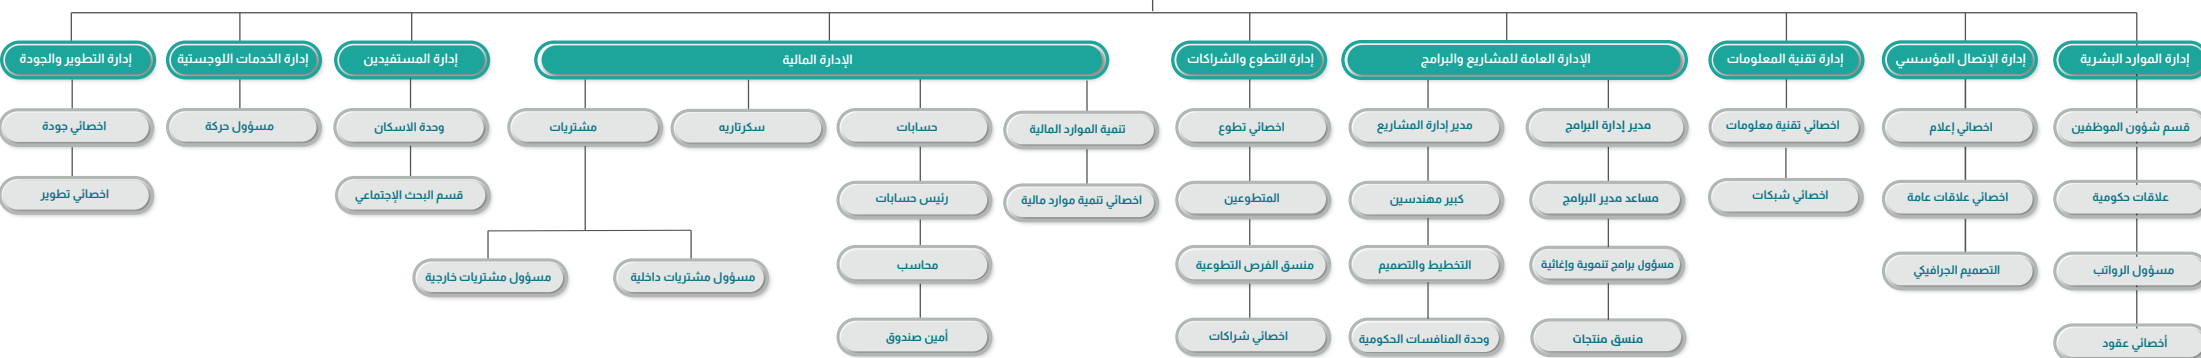 إدارة الموارد البشرية
إدارة الإتصال المؤسسي
إدارة تقنية المعلومات
الإدارة العامة للمشاريع والبرامج
إدارة التطوع والشراكات
الإدارة المالية
إدارة المستفيدين
إدارة الخدمات اللوجستية
إدارة التطوير والجودة
قسم شؤون الموظفين
اخصائي إعلام
اخصائي تقنية معلومات
مدير إدارة البرامج
مدير إدارة المشاريع
اخصائي تطوع
تنمية الموارد المالية
حسابات
سكرتاريه
مشتريات
وحدة الاسكان
مسؤول حركة
اخصائي جودة
علاقات حكومية
اخصائي علاقات عامة
اخصائي شبكات
مساعد مدير البرامج
كبير مهندسين
المتطوعين
اخصائي تنمية موارد مالية
رئيس حسابات
قسم البحث الإجتماعي
اخصائي تطوير
مسؤول الرواتب
التصميم الجرافيكي
مسؤول برامج تنموية وإغاثية
التخطيط والتصميم
منسق الفرص التطوعية
محاسب
مسؤول مشتريات داخلية
مسؤول مشتريات خارجية
أخصائي عقود
منسق منتجات
وحدة المنافسات الحكومية
اخصائي شراكات
أمين صندوق